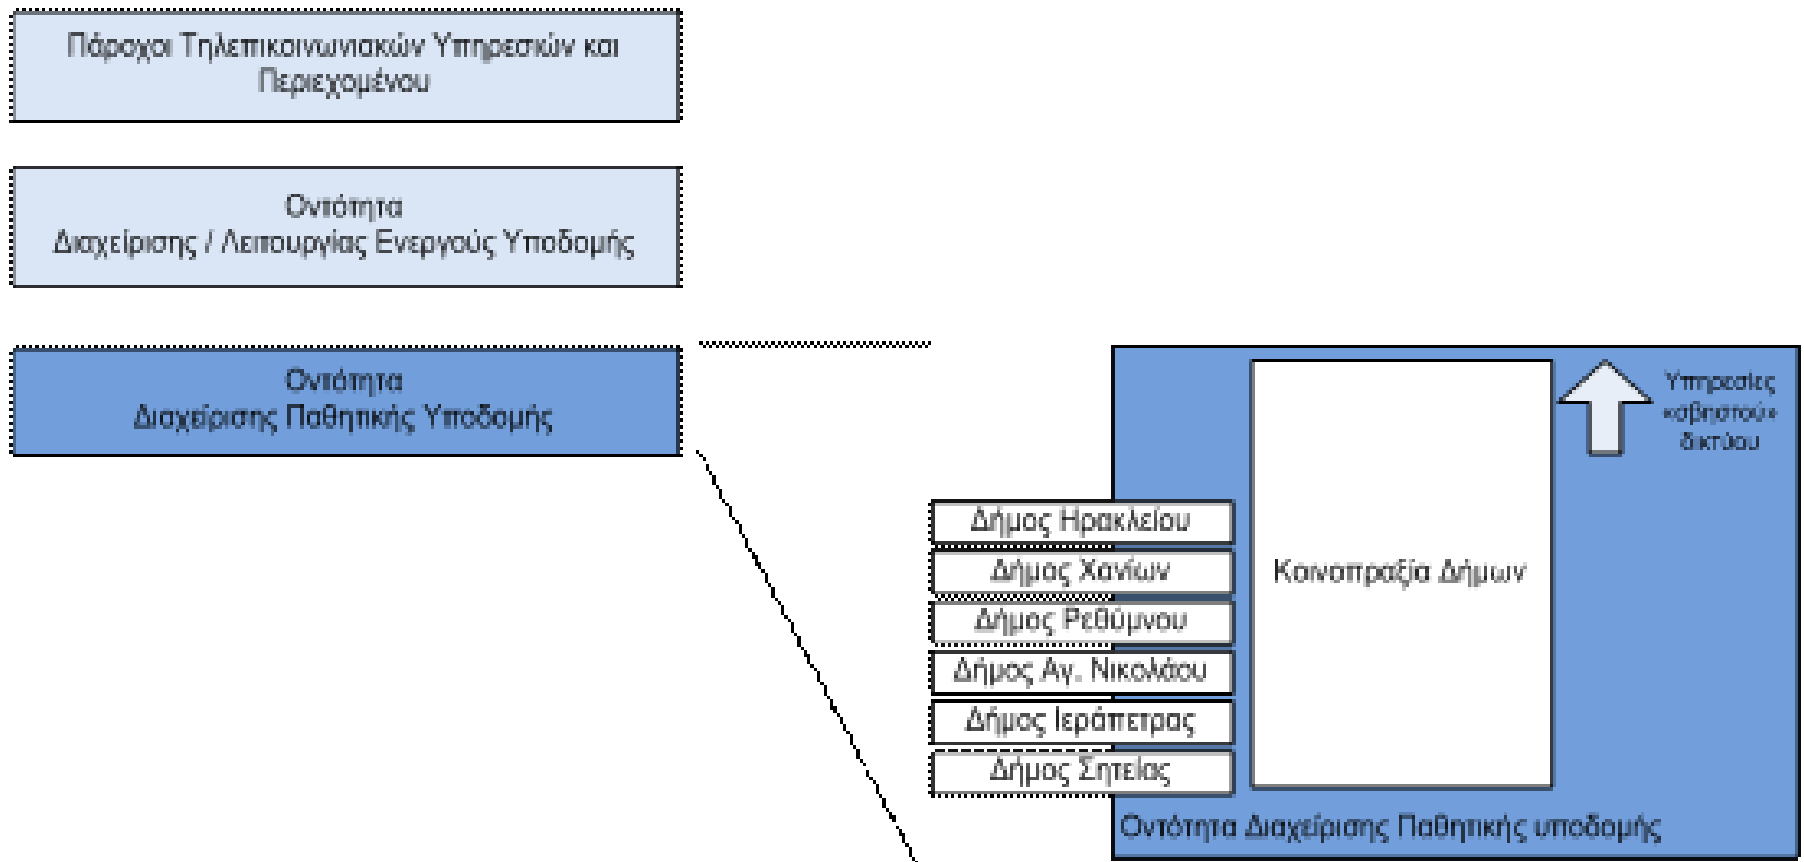 Πάροχοι Τηλεπικοινωνιακών Υπηρεσιών και
Περιεχομένου
Οντότητα
Διαχείρισης / Λειτουργίας Ενεργούς Υποδομής
Οντότητα
Διαχείρισης Παθητικής Υποδομής
Υπηρεσίες
«σβηστού»
δικτύου
Δήμος Ηρακλείου
Δήμος Χανίων
Δήμος Ρεθύμνου
Δήμος Αγ. Νικολάου
Δήμος Ιεράπετρας
Δήμος Σητείας
Κοινοπραξία Δήμων
Οντότητα Διαχείρισης Παθητικής υποδομής